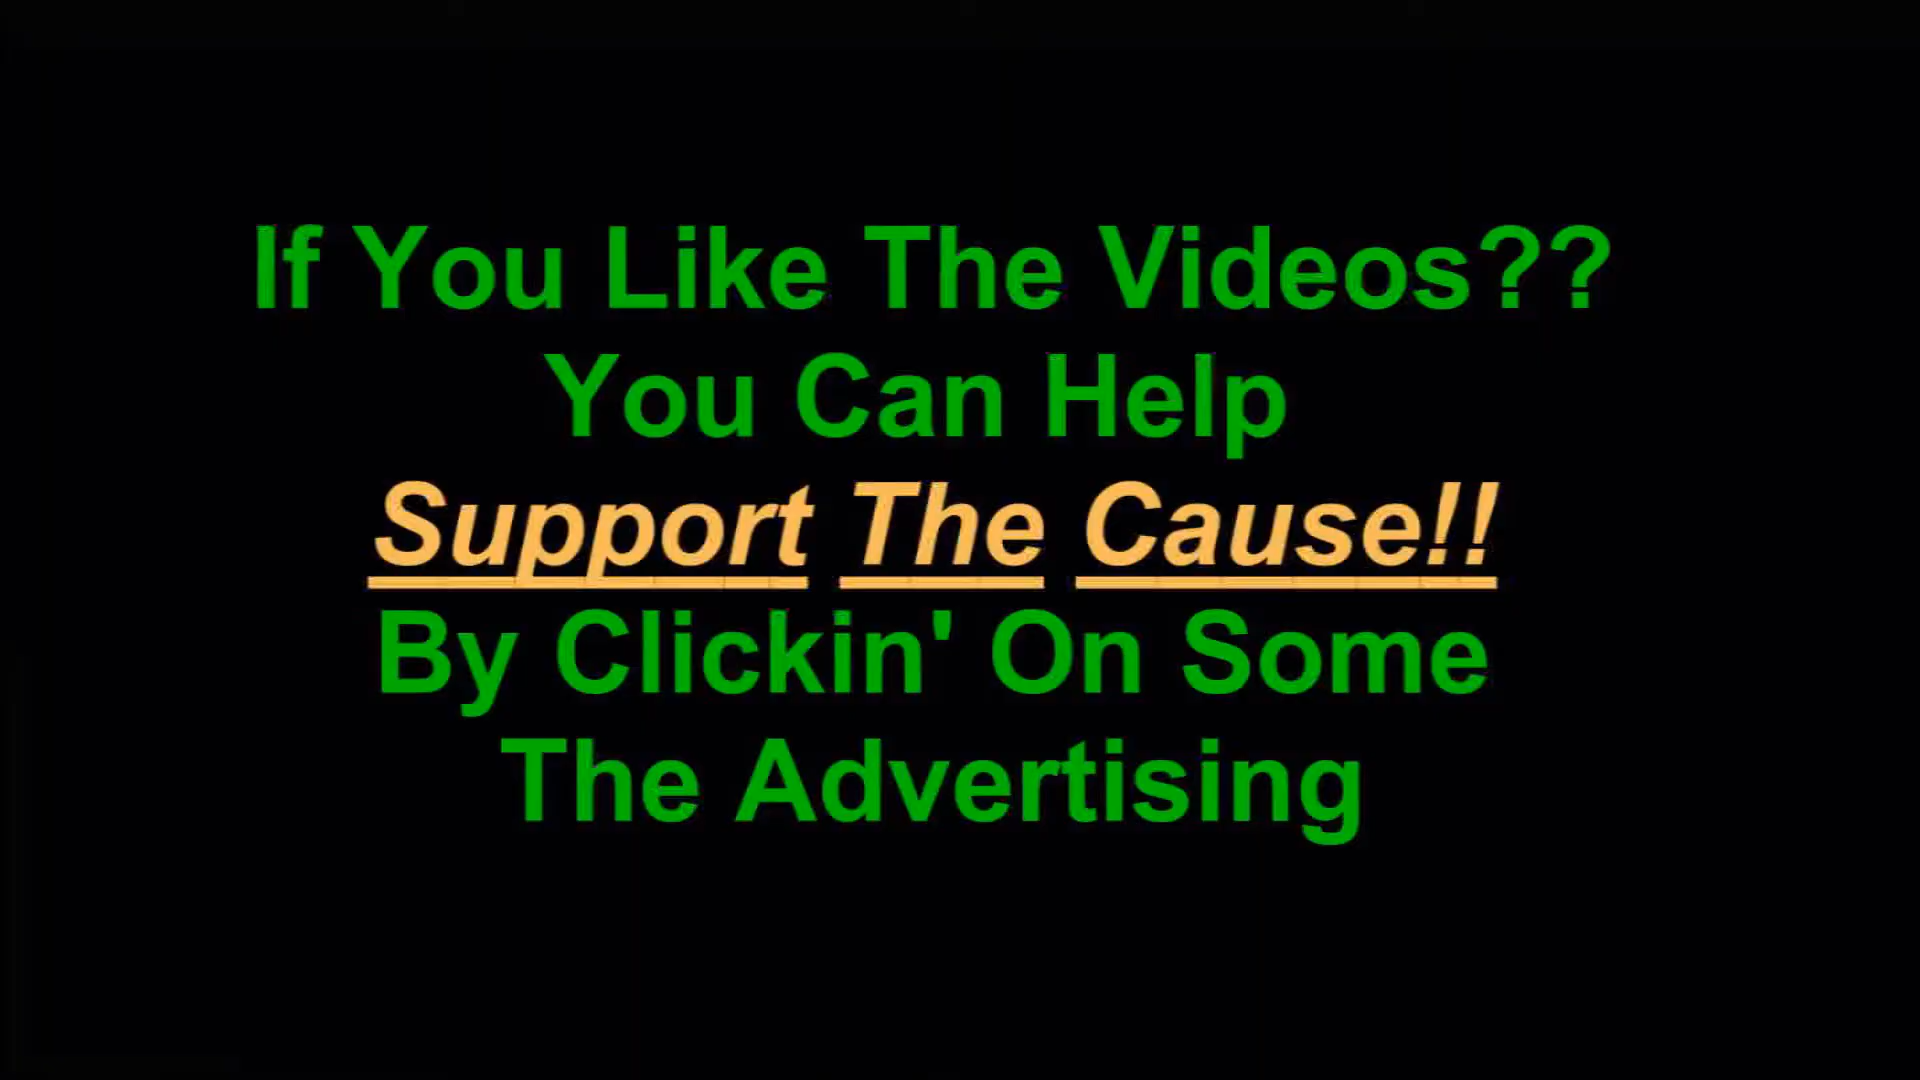 If You Like The Videos??
You Can Help
Support The Cause!!
By Clickin' On Some
The Advertising